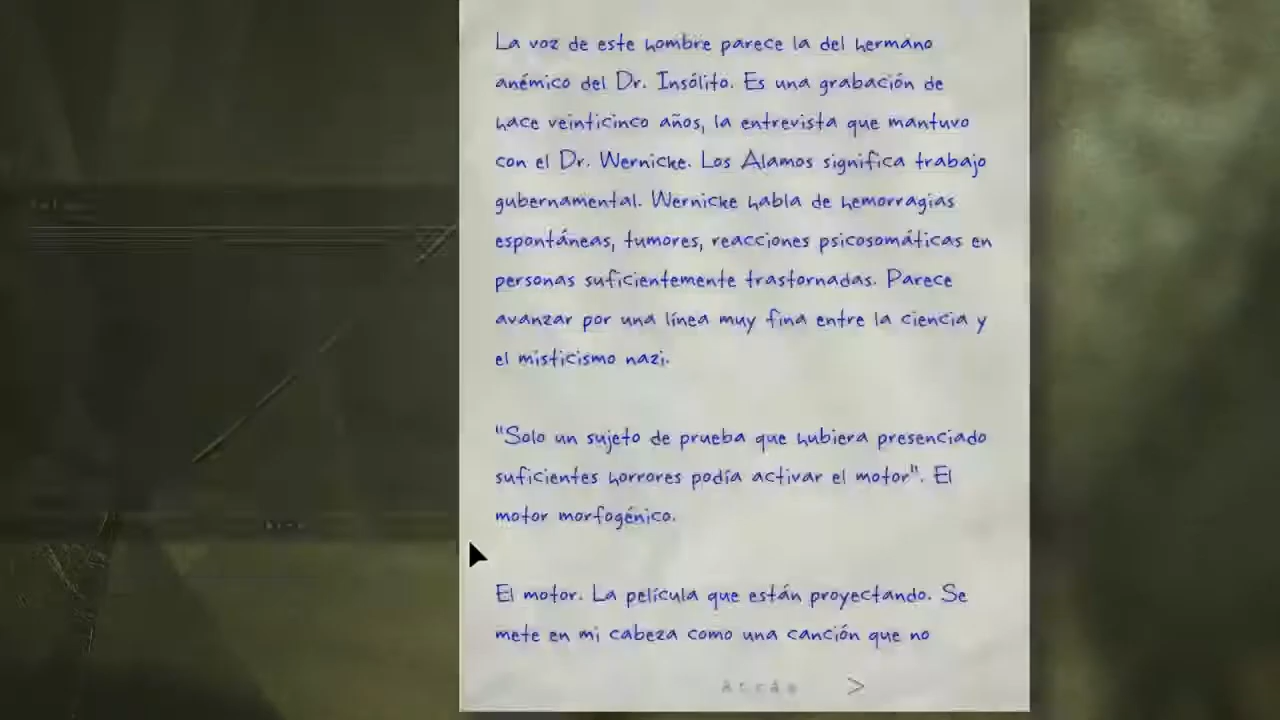 La voz de este hombre parece la del hermano
anémico del Dr. Insólito. Es una grabación de
hace veinticinco años, la entrevista que mantuvo
con el Dr. Wernicke. Los Alamos significa trabajo
gubernamental. Wernicke habla de hemorragias
espontáneas, tumores, reacciones psicosomáticas en
personas suficientemente trastornadas. Parece
avanzar por una línea muy fina entre la ciencia y
el misticismo nazi.
"Solo un sujeto de prueba que hubiera presenciado
suficientes horrores podía activar el motor". El
motor morfogénico.
El motor. La película que están proyectando. Se
mete en mi cabeza como una canción que no
Atrás >